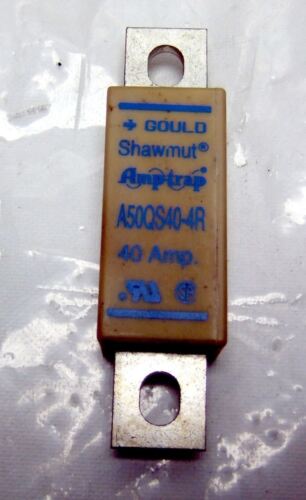 GOULD
Shawmut®
Amp-trap
A50QS40-4R
40 Amp.